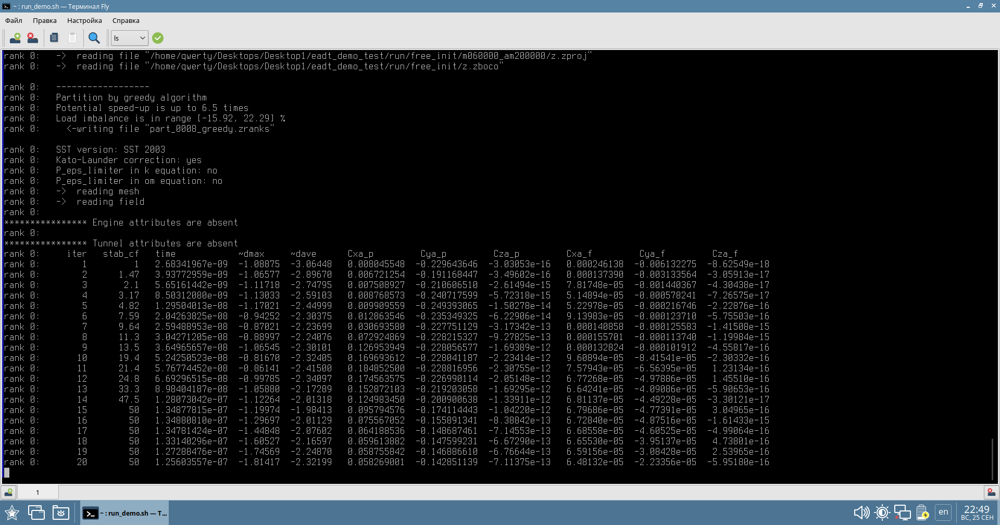 ~ : run_demo.sh — Терминал Fly
Файл Правка Настройка Справка
ls
rank 0: -> reading file "/home/qwerty/Desktops/Desktop1/eadt_demo_test/run/free_init/m060000_am200000/z.zproj"
rank 0: -> reading file "/home/qwerty/Desktops/Desktop1/eadt_demo_test/run/free_init/z.zboco"
rank 0: ------------------
rank 0: Partition by greedy algorithm
rank 0: Potential speed-up is up to 6.5 times
rank 0: Load imbalance is in range [-15.92, 22.29] %
rank 0: <-writing file "part_0008_greedy.zranks"
rank 0: SST version: SST 2003
rank 0: Kato-Launder correction: yes
rank 0: P_eps_limiter in k equation: no
rank 0: P_eps_limiter in om equation: no
rank 0: -> reading mesh
rank 0: -> reading field
rank 0:
**************** Engine attributes are absent
rank 0:
**************** Tunnel attributes are absent
rank 0: iter stab_cf time ~dmax ~dave Cxa_p Cya_p Cza_p Cxa_f Cya_f Cza_f
rank 0: 1 1 2.68341967e-09 -1.08875 -3.06448 0.008045548 -0.229643646 -3.03053e-16 0.000246138 -0.006132275 -8.62549e-18
rank 0: 2 1.47 3.93772959e-09 -1.06577 -2.89670 0.006721254 -0.191168447 -3.49602e-16 0.000137390 -0.003133564 -3.05913e-17
rank 0: 3 2.1 5.65161442e-09 -1.11718 -2.74795 0.007508927 -0.210606510 -2.61494e-15 7.81748e-05 -0.001440367 -4.30438e-17
rank 0: 4 3.17 8.50312080e-09 -1.13033 -2.59103 0.008768573 -0.240717599 -5.72318e-15 5.14894e-05 -0.000578241 -7.26575e-17
rank 0: 5 4.82 1.29504013e-08 -1.17021 -2.44999 0.009909559 -0.249393065 -1.50278e-14 5.22978e-05 -0.000216746 -2.22876e-16
rank 0: 6 7.59 2.04263825e-08 -0.94252 -2.30375 0.012863546 -0.235349325 -6.22906e-14 9.13983e-05 -0.000123710 -5.75503e-16
rank 0: 7 9.64 2.59488953e-08 -0.87021 -2.23699 0.030693580 -0.227751129 -3.17342e-13 0.000140858 -0.000125583 -1.41508e-15
rank 0: 8 11.3 3.04271205e-08 -0.88997 -2.24076 0.072924869 -0.228215327 -9.27825e-13 0.000155701 -0.000113740 -1.19984e-15
rank 0: 9 13.5 3.64965657e-08 -1.06545 -2.30101 0.126953949 -0.228056577 -1.69389e-12 0.000132824 -0.000101912 -4.55817e-16
rank 0: 10 19.4 5.24250523e-08 -0.81670 -2.32405 0.169693612 -0.228041187 -2.23414e-12 9.60894e-05 -8.41541e-05 -2.30332e-16
rank 0: 11 21.4 5.76774452e-08 -0.86141 -2.41500 0.184852500 -0.228816956 -2.30755e-12 7.57943e-05 -6.56395e-05 1.23134e-16
rank 0: 12 24.8 6.69296515e-08 -0.99785 -2.34097 0.174563575 -0.226990114 -2.05148e-12 6.77268e-05 -4.97886e-05 1.45510e-16
rank 0: 13 33.3 8.98404187e-08 -1.05880 -2.17289 0.152872103 -0.219203058 -1.69295e-12 6.64241e-05 -4.09086e-05 -5.90653e-16
rank 0: 14 47.5 1.28073042e-07 -1.12264 -2.01318 0.124983450 -0.200900638 -1.33911e-12 6.81137e-05 -4.49228e-05 -3.30121e-17
rank 0: 15 50 1.34877815e-07 -1.19974 -1.98413 0.095794576 -0.174114443 -1.04220e-12 6.79686e-05 -4.77391e-05 3.04965e-16
rank 0: 16 50 1.34880810e-07 -1.29697 -2.01129 0.075567052 -0.155891341 -8.38842e-13 6.72840e-05 -4.87516e-05 -1.61433e-15
rank 0: 17 50 1.34781424e-07 -1.44848 -2.07602 0.064188536 -0.148687461 -7.14553e-13 6.68558e-05 -4.60525e-05 -4.99064e-16
rank 0: 18 50 1.33140296e-07 -1.60527 -2.16597 0.059613882 -0.147599231 -6.67290e-13 6.65530e-05 -3.95137e-05 4.73801e-16
rank 0: 19 50 1.27288476e-07 -1.74569 -2.24870 0.058755842 -0.146886610 -6.76644e-13 6.59156e-05 -3.08428e-05 2.53965e-16
rank 0: 20 50 1.25603557e-07 -1.81417 -2.32199 0.058269001 -0.142851139 -7.11375e-13 6.48132e-05 -2.23356e-05 -5.95180e-16
1
~ : run_demo.sh — Т...
en
22:49
ВС, 25 СЕН